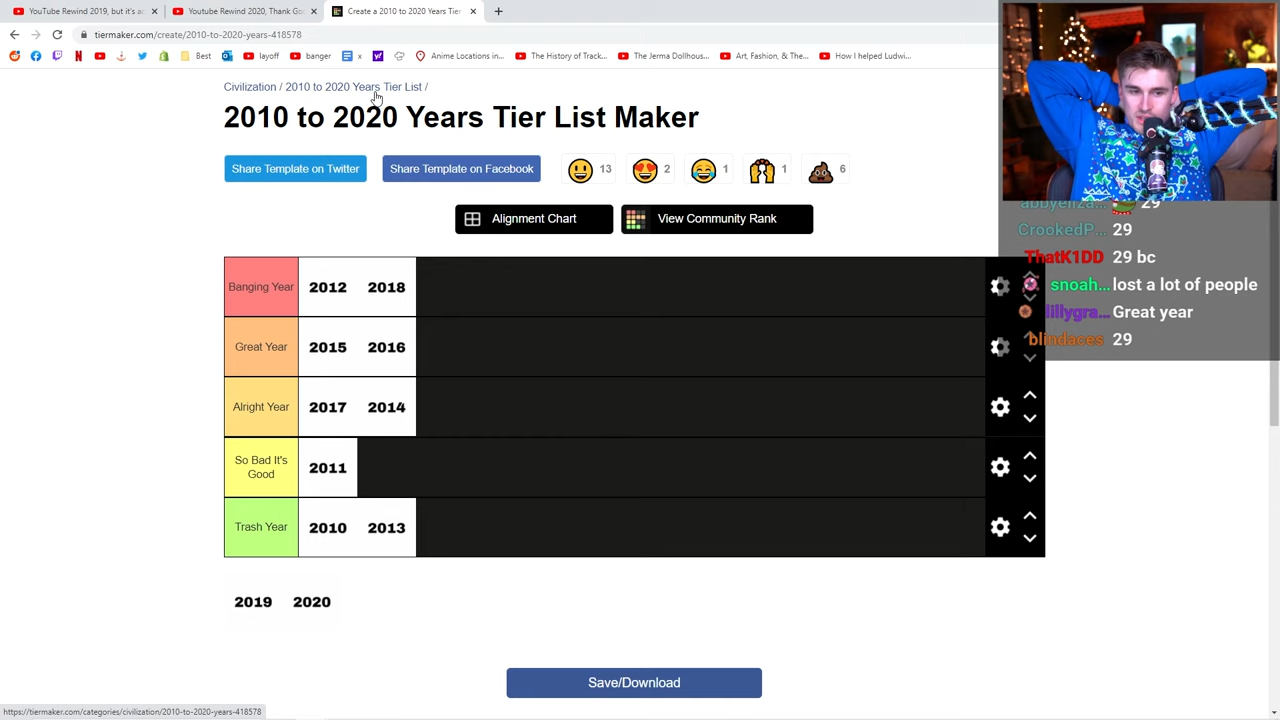 YouTube Rewind 2019, but it's a
Youtube Rewind 2020, Thank Go
Create a 2010 to 2020 Years Tier
tiermaker.com/create/2010-to-2020-years-418578
Best
layoff
banger
x
Anime Locations in...
The History of Track...
The Jerma Dollhous...
Art, Fashion, & The...
How I helped Ludwi...
Civilization / 2010 to 2020 Years Tier List /
2010 to 2020 Years Tier List Maker
Share Template on Twitter
Share Template on Facebook
13
2
1
1
6
Alignment Chart
View Community Rank
29
CrookedP... 29
ThatK1DD 29 bc
snoah... lost a lot of people
lillygra... Great year
blindaces 29
Banging Year 2012 2018
Great Year 2015 2016
Alright Year 2017 2014
So Bad It's
Good
2011
Trash Year 2010 2013
2019 2020
Save/Download
https://tiermaker.com/categories/civilization/2010-to-2020-years-418578